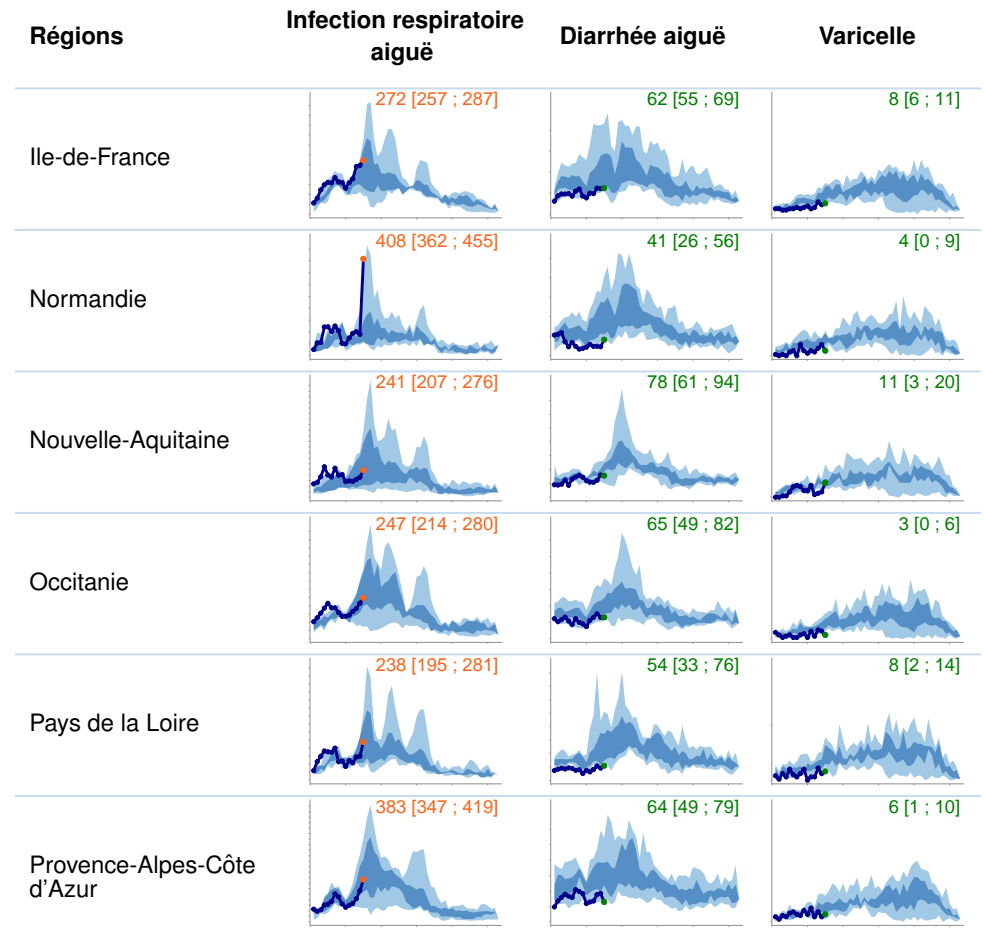 Régions
Infection respiratoire
aiguë
Diarrhée aiguë
Varicelle
Ile-de-France
272 [257 ; 287]
62 [55 ; 69]
8 [6 ; 11]
Normandie
408 [362 ; 455]
41 [26 ; 56]
4 [0 ; 9]
Nouvelle-Aquitaine
241 [207 ; 276]
78 [61 ; 94]
11 [3 ; 20]
Occitanie
247 [214 ; 280]
65 [49 ; 82]
3 [0 ; 6]
Pays de la Loire
238 [195 ; 281]
54 [33 ; 76]
8 [2 ; 14]
Provence-Alpes-Côte
d'Azur
383 [347 ; 419]
64 [49 ; 79]
6 [1 ; 10]